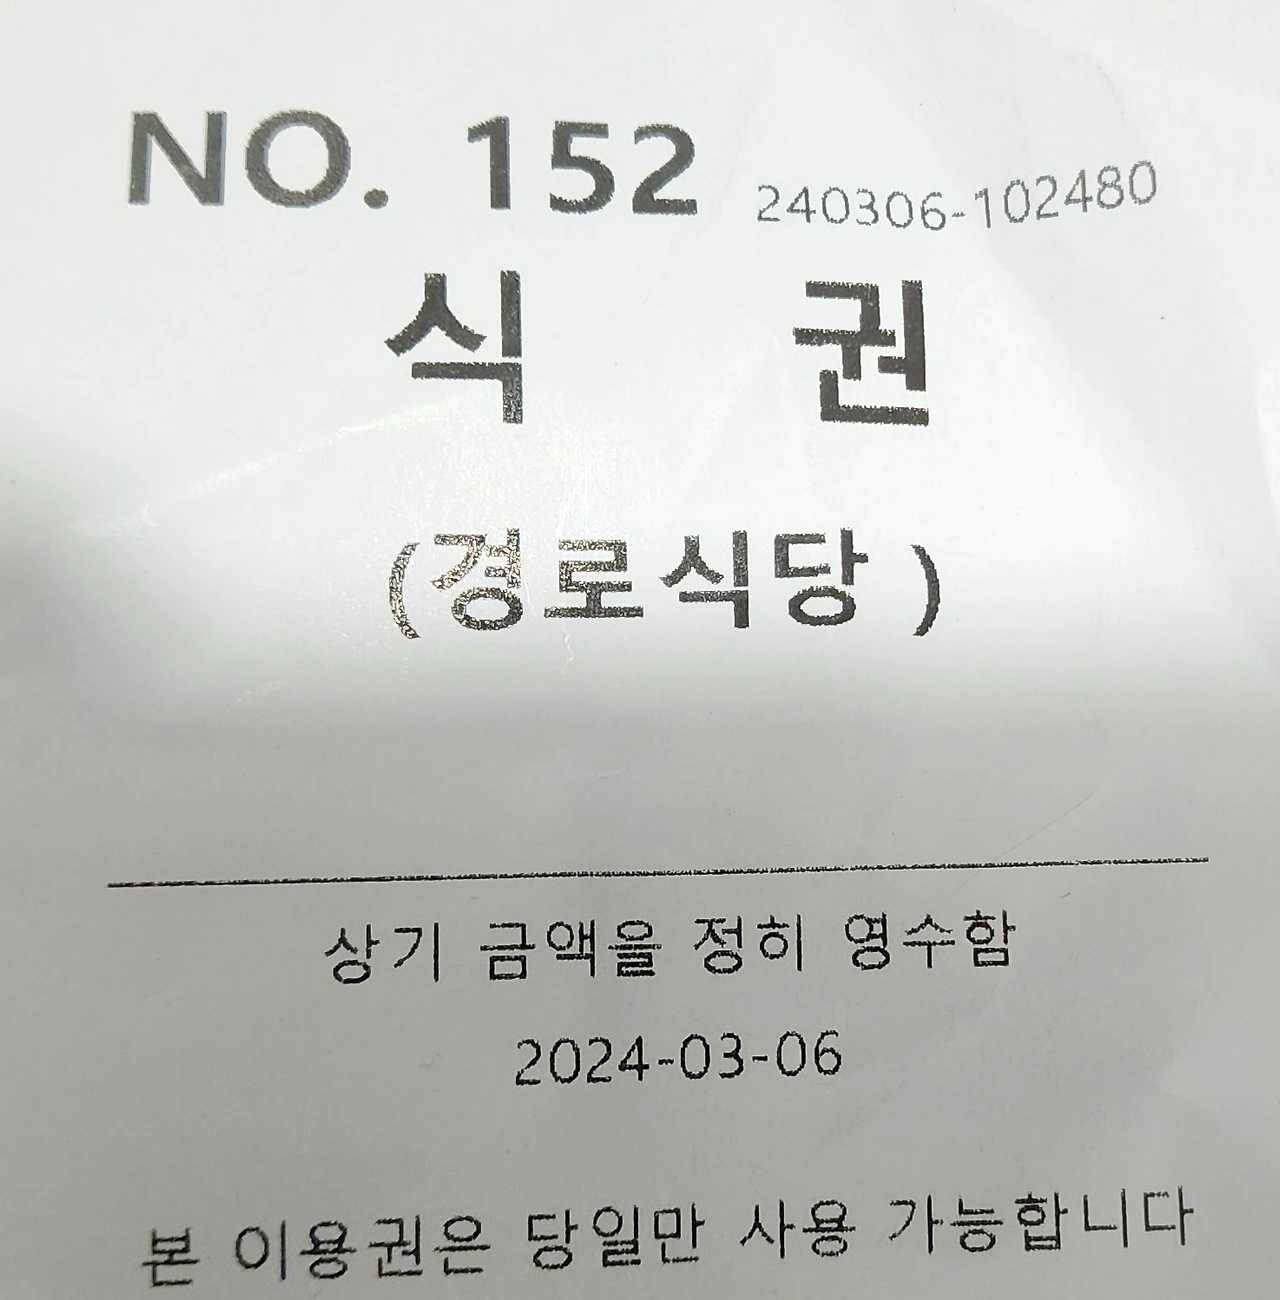 NO. 152 240306-102480
식 권
(경로식당 )
상기 금액을 정히 영수함
2024-03-06
본 이용권은 당일만 사용 가능합니다